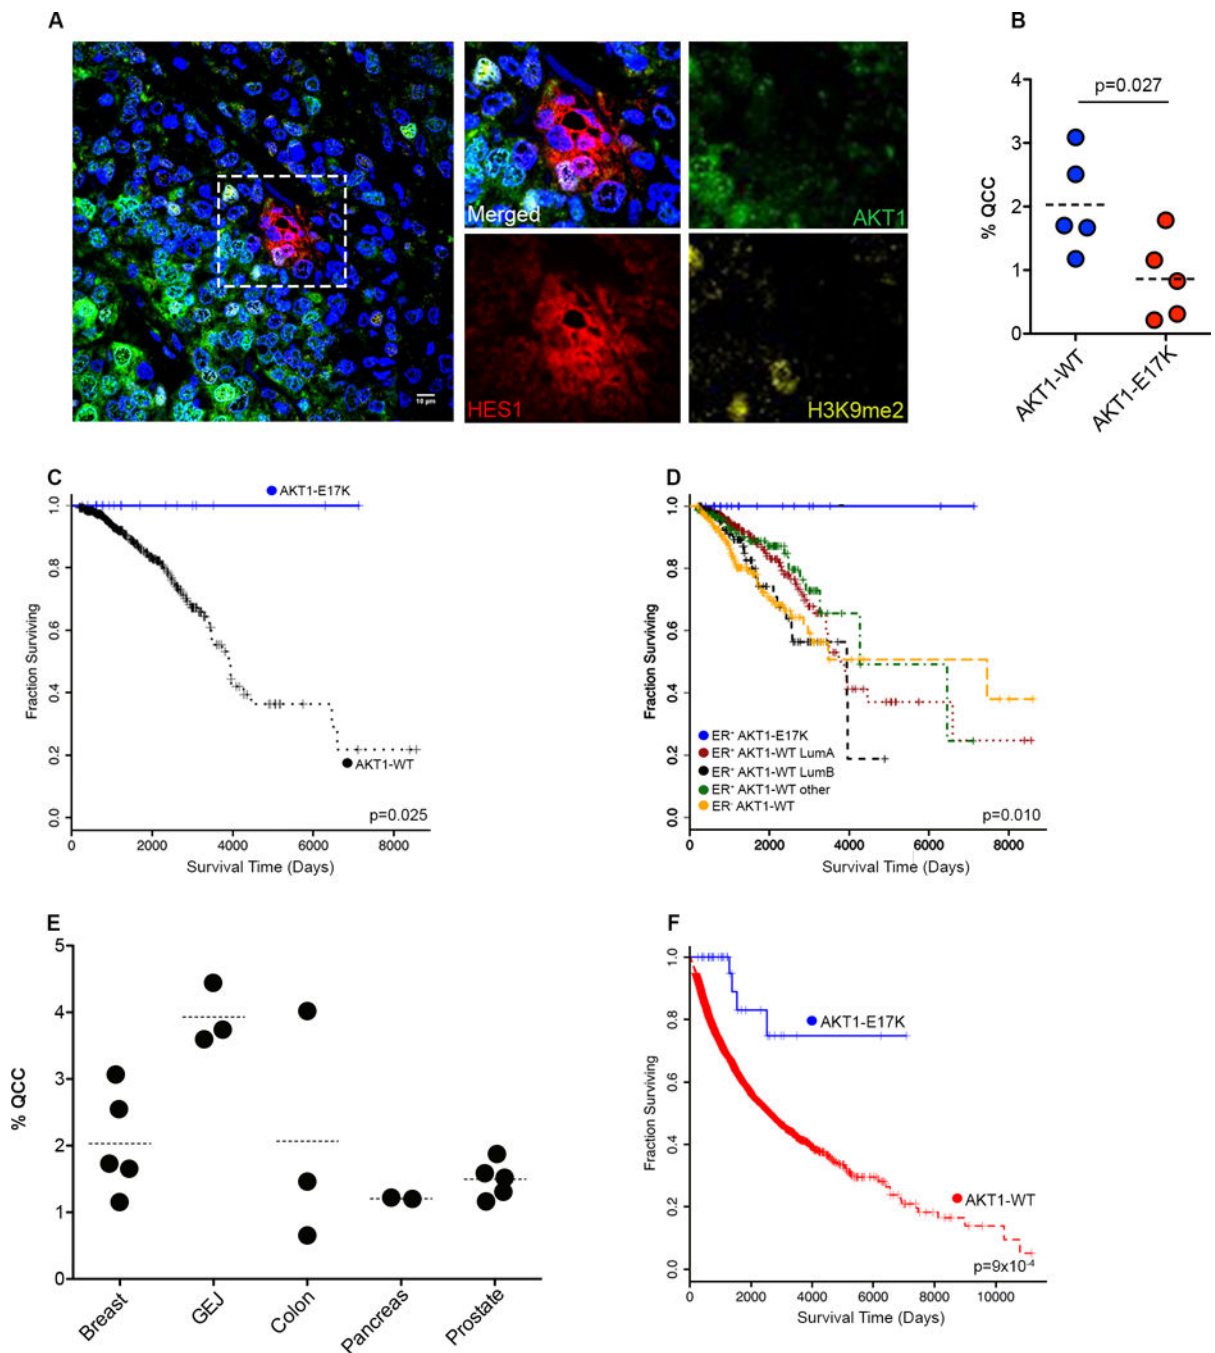 A
Merged
AKT1
HES1
H3K9me2
10 μm
B
p=0.027
4
3
2
1
0
% QCC
AKT1-WT
AKT1-E17K
C
AKT1-E17K
1.0
0.8
0.6
0.4
0.2
0.0
Fraction Surviving
AKT1-WT
p=0.025
0 2000 4000 6000 8000
Survival Time (Days)
D
1.0
0.8
0.6
0.4
0.2
0.0
Fraction Surviving
ER⁺ AKT1-E17K
ER⁺ AKT1-WT LumA
ER⁺ AKT1-WT LumB
ER⁺ AKT1-WT other
ER⁻ AKT1-WT
p=0.010
0 2000 4000 6000 8000
Survival Time (Days)
E
5
4
3
2
1
0
% QCC
Breast
GEJ
Colon
Pancreas
Prostate
F
1.0
0.8
0.6
0.4
0.2
0.0
Fraction Surviving
AKT1-E17K
AKT1-WT
p=9x10⁻⁴
0 2000 4000 6000 8000 10000
Survival Time (Days)